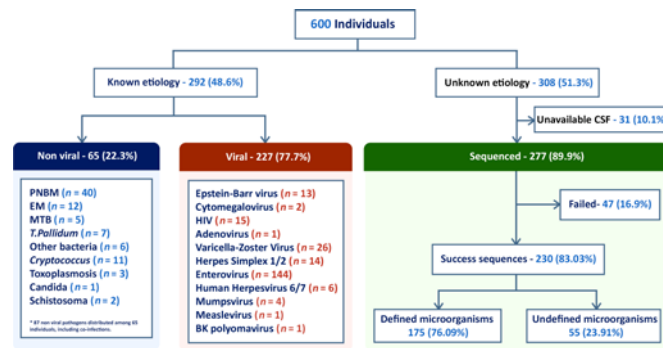 600 Individuals
Known etiology - 292 (48.6%)
Unknown etiology - 308 (51.3%)
Unavailable CSF - 31 (10.1%)
Non viral - 65 (22.3%)
Viral - 227 (77.7%)
Sequenced - 277 (89.9%)
PNBM (n = 40)
EM (n = 12)
MTB (n = 5)
T.Pallidum (n = 7)
Other bacteria (n = 6)
Cryptococcus (n = 11)
Toxoplasmosis (n = 3)
Candida (n = 1)
Schistosoma (n = 2)
* 87 non viral pathogens distributed among 65
individuals, including co-infections.
Epstein-Barr virus (n = 13)
Cytomegalovirus (n = 2)
HIV (n = 15)
Adenovirus (n = 1)
Varicella-Zoster Virus (n = 26)
Herpes Simplex 1/2 (n = 14)
Enterovirus (n = 144)
Human Herpesvirus 6/7 (n = 6)
Mumpsvirus (n = 4)
Measlevirus (n = 1)
BK polyomavirus (n = 1)
Failed- 47 (16.9%)
Success sequences - 230 (83.03%)
Defined microorganisms
175 (76.09%)
Undefined microorganisms
55 (23.91%)